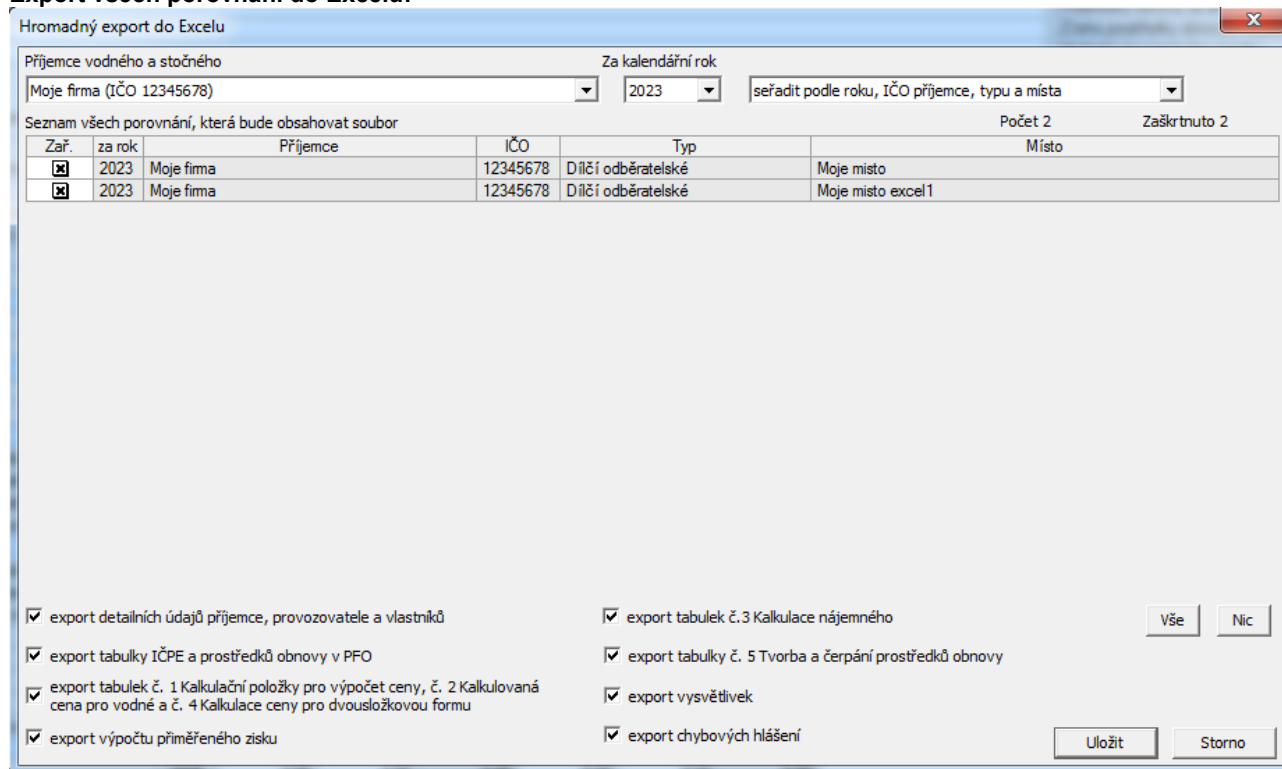 Export všech porovnání do Excelu:
Hromadný export do Excelu
Příjemce vodného a stočného Za kalendářní rok
Moje firma (IČO 12345678) 2023 seřadit podle roku, IČO příjemce, typu a místa
Seznam všech porovnání, která bude obsahovat soubor Počet 2 Zaškrtnuto 2
Zař. za rok Příjemce IČO Typ Místo
2023 Moje firma 12345678 Dílčí odběratelské Moje misto
2023 Moje firma 12345678 Dílčí odběratelské Moje misto excel1
export detailních údajů příjemce, provozovatele a vlastníků export tabulek č.3 Kalkulace nájemného Vše Nic
export tabulky IČPE a prostředků obnovy v PFO export tabulky č. 5 Tvorba a čerpání prostředků obnovy
export tabulek č. 1 Kalkulační položky pro výpočet ceny, č. 2 Kalkulovaná
cena pro vodné a č. 4 Kalkulace ceny pro dvousložkovou formu export vysvětlivek
export výpočtu přiměřeného zisku export chybových hlášení Uložit Storno